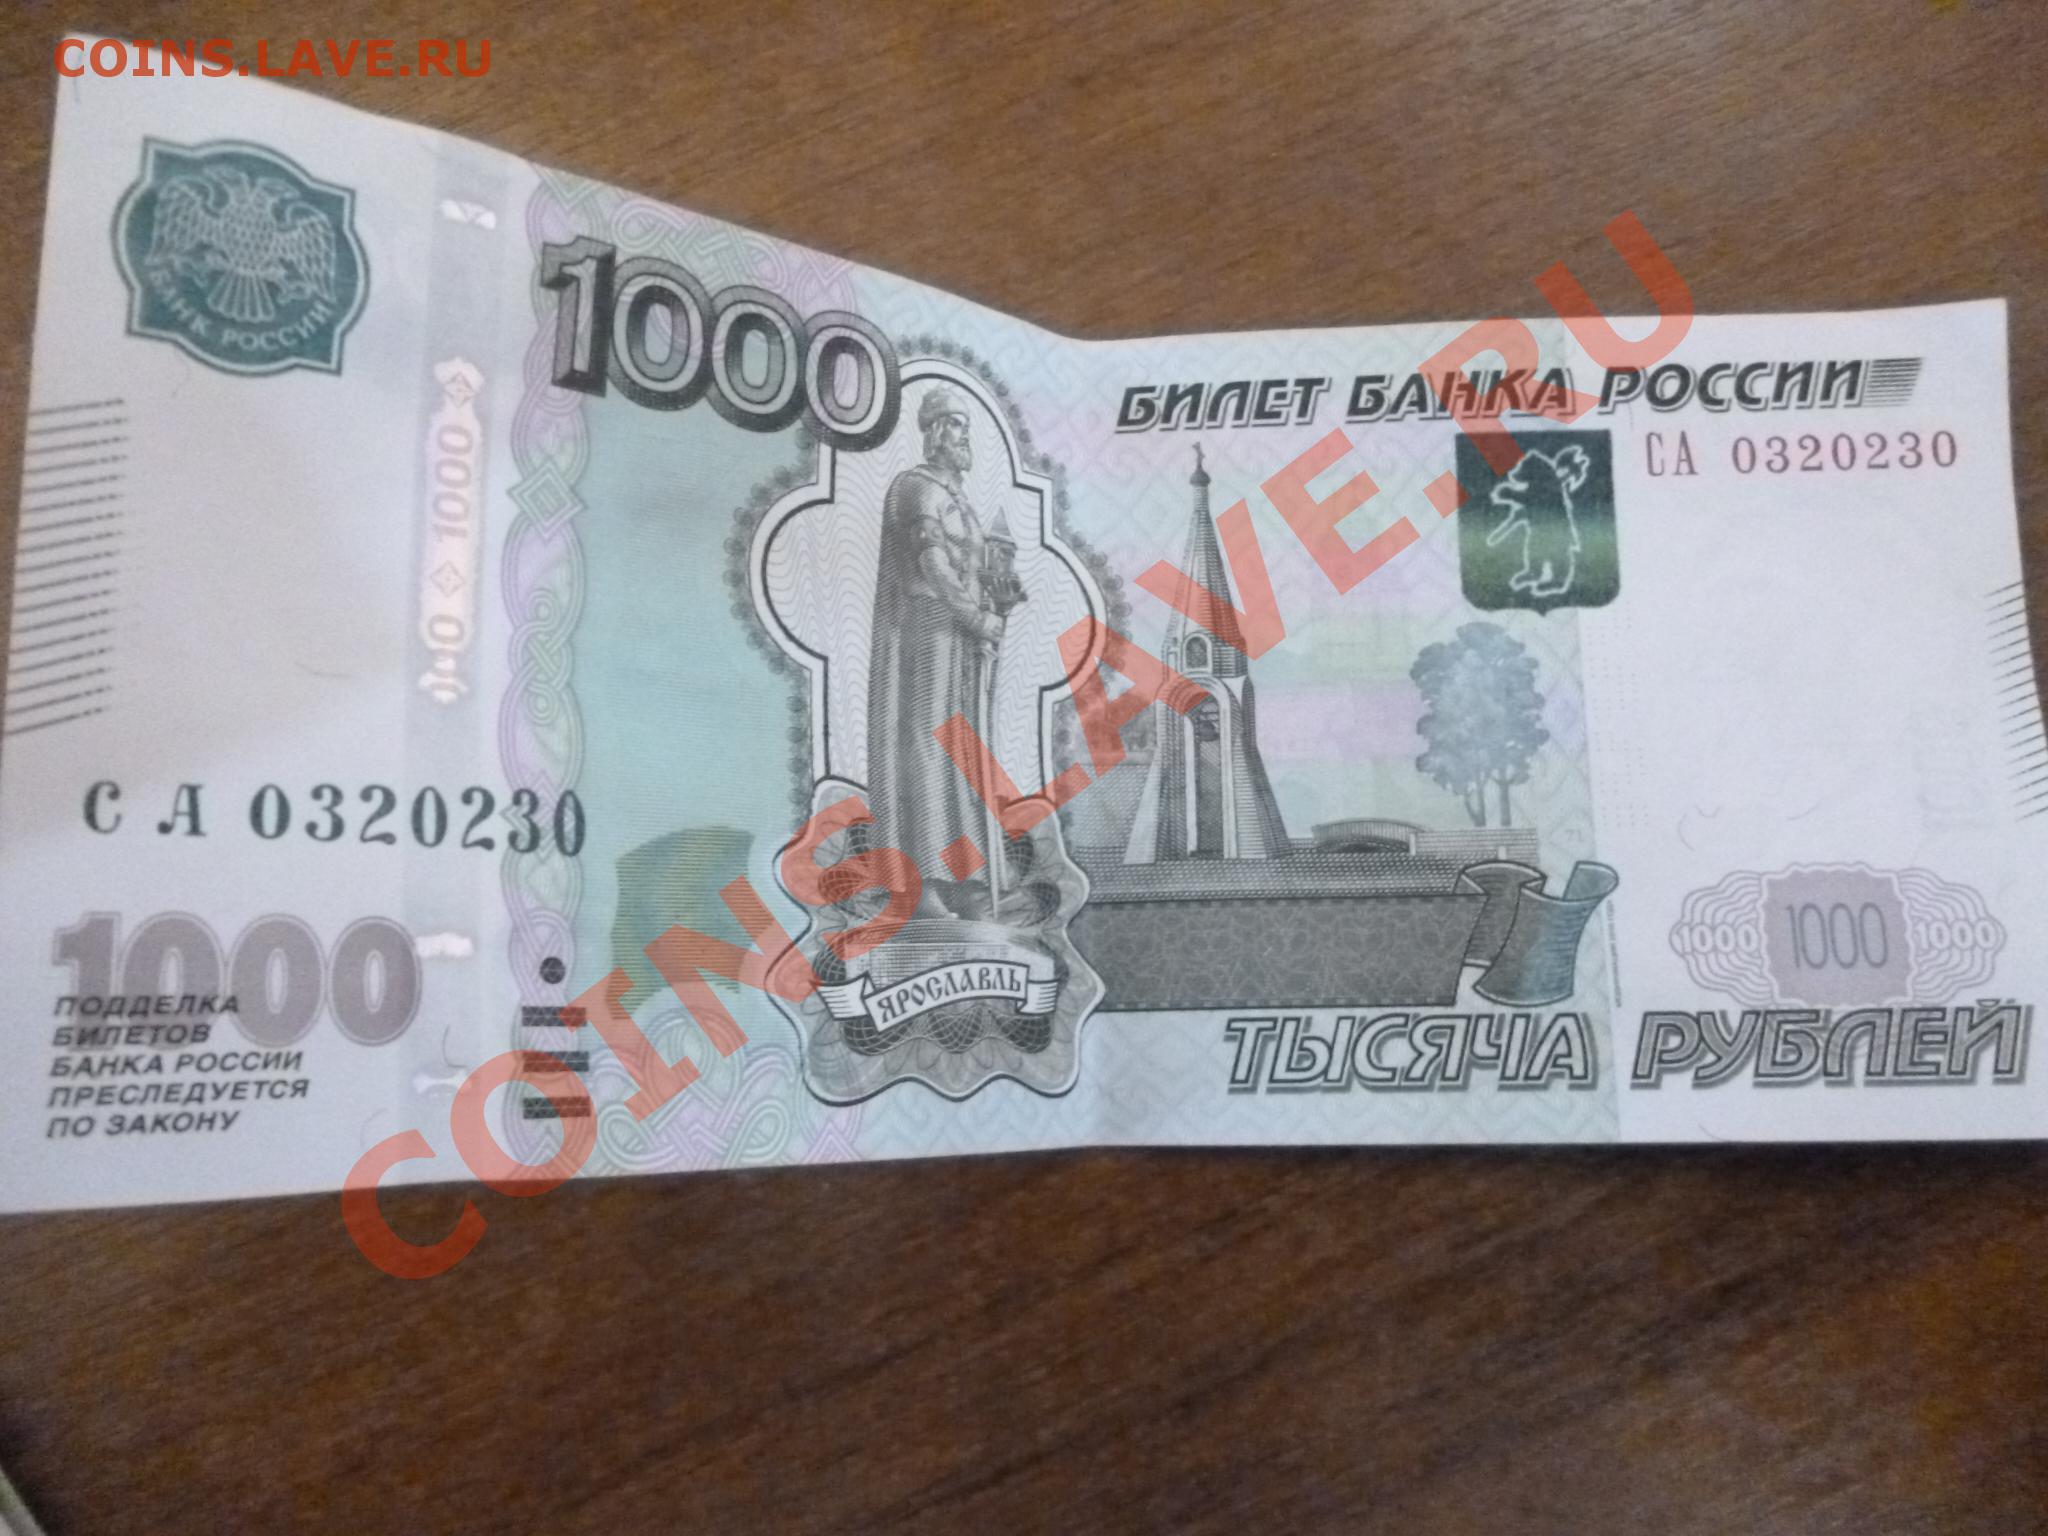 COINS.LAVE.RU
БАНК РОССИИ
1000
БИЛЕТ БАНКА РОССИИ
СА 0320230
1000
СА 0320230
1000
ПОДДЕЛКА
БИЛЕТОВ
БАНКА РОССИИ
ПРЕСЛЕДУЕТСЯ
ПО ЗАКОНУ
ЯРОСЛАВЛЬ
1000 1000 1000
ТЫСЯЧА РУБЛЕЙ
COINS.LAVE.RU